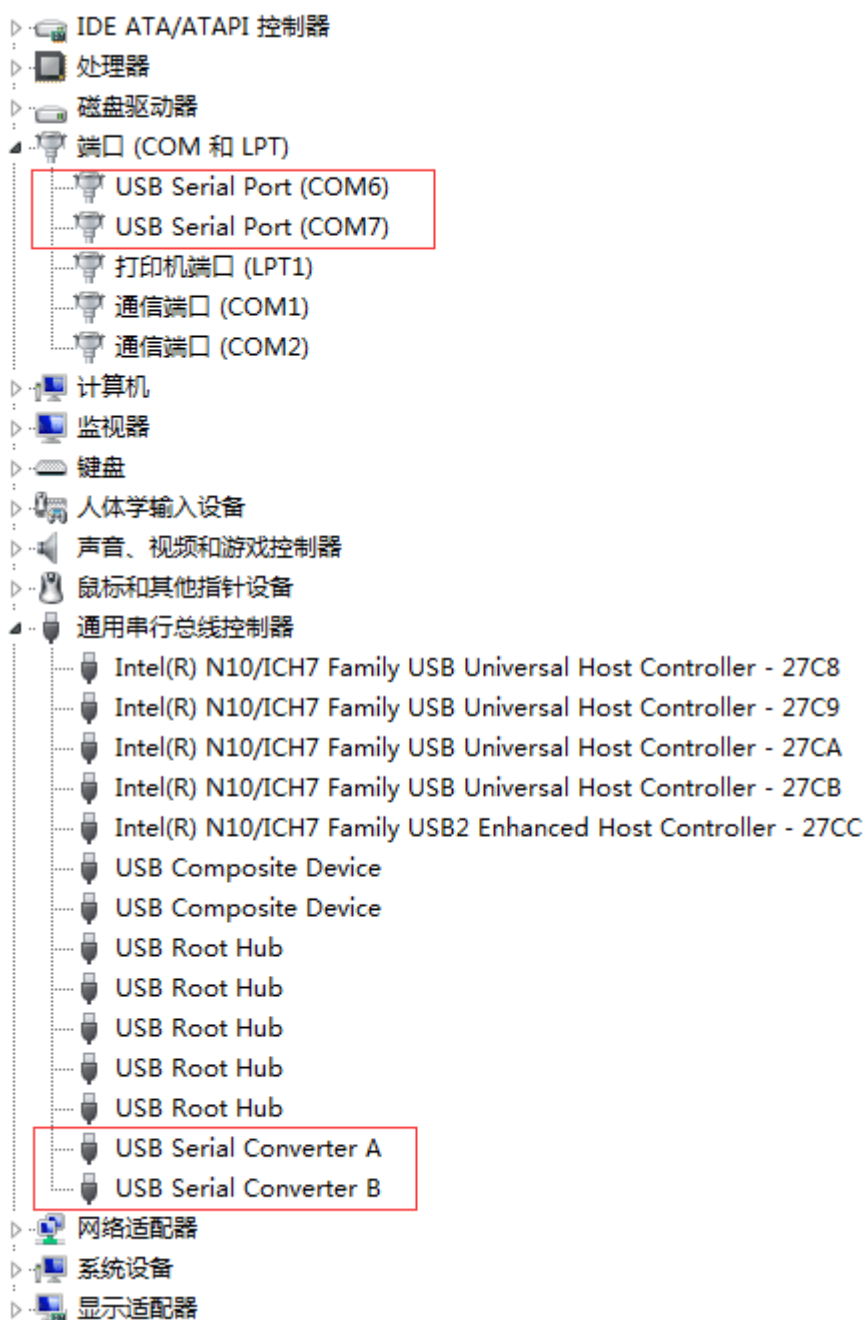 IDE ATA/ATAPI 控制器
处理器
磁盘驱动器
端口 (COM 和 LPT)
USB Serial Port (COM6)
USB Serial Port (COM7)
打印机端口 (LPT1)
通信端口 (COM1)
通信端口 (COM2)
计算机
监视器
键盘
人体学输入设备
声音、视频和游戏控制器
鼠标和其他指针设备
通用串行总线控制器
Intel(R) N10/ICH7 Family USB Universal Host Controller - 27C8
Intel(R) N10/ICH7 Family USB Universal Host Controller - 27C9
Intel(R) N10/ICH7 Family USB Universal Host Controller - 27CA
Intel(R) N10/ICH7 Family USB Universal Host Controller - 27CB
Intel(R) N10/ICH7 Family USB2 Enhanced Host Controller - 27CC
USB Composite Device
USB Composite Device
USB Root Hub
USB Root Hub
USB Root Hub
USB Root Hub
USB Root Hub
USB Serial Converter A
USB Serial Converter B
网络适配器
系统设备
显示适配器